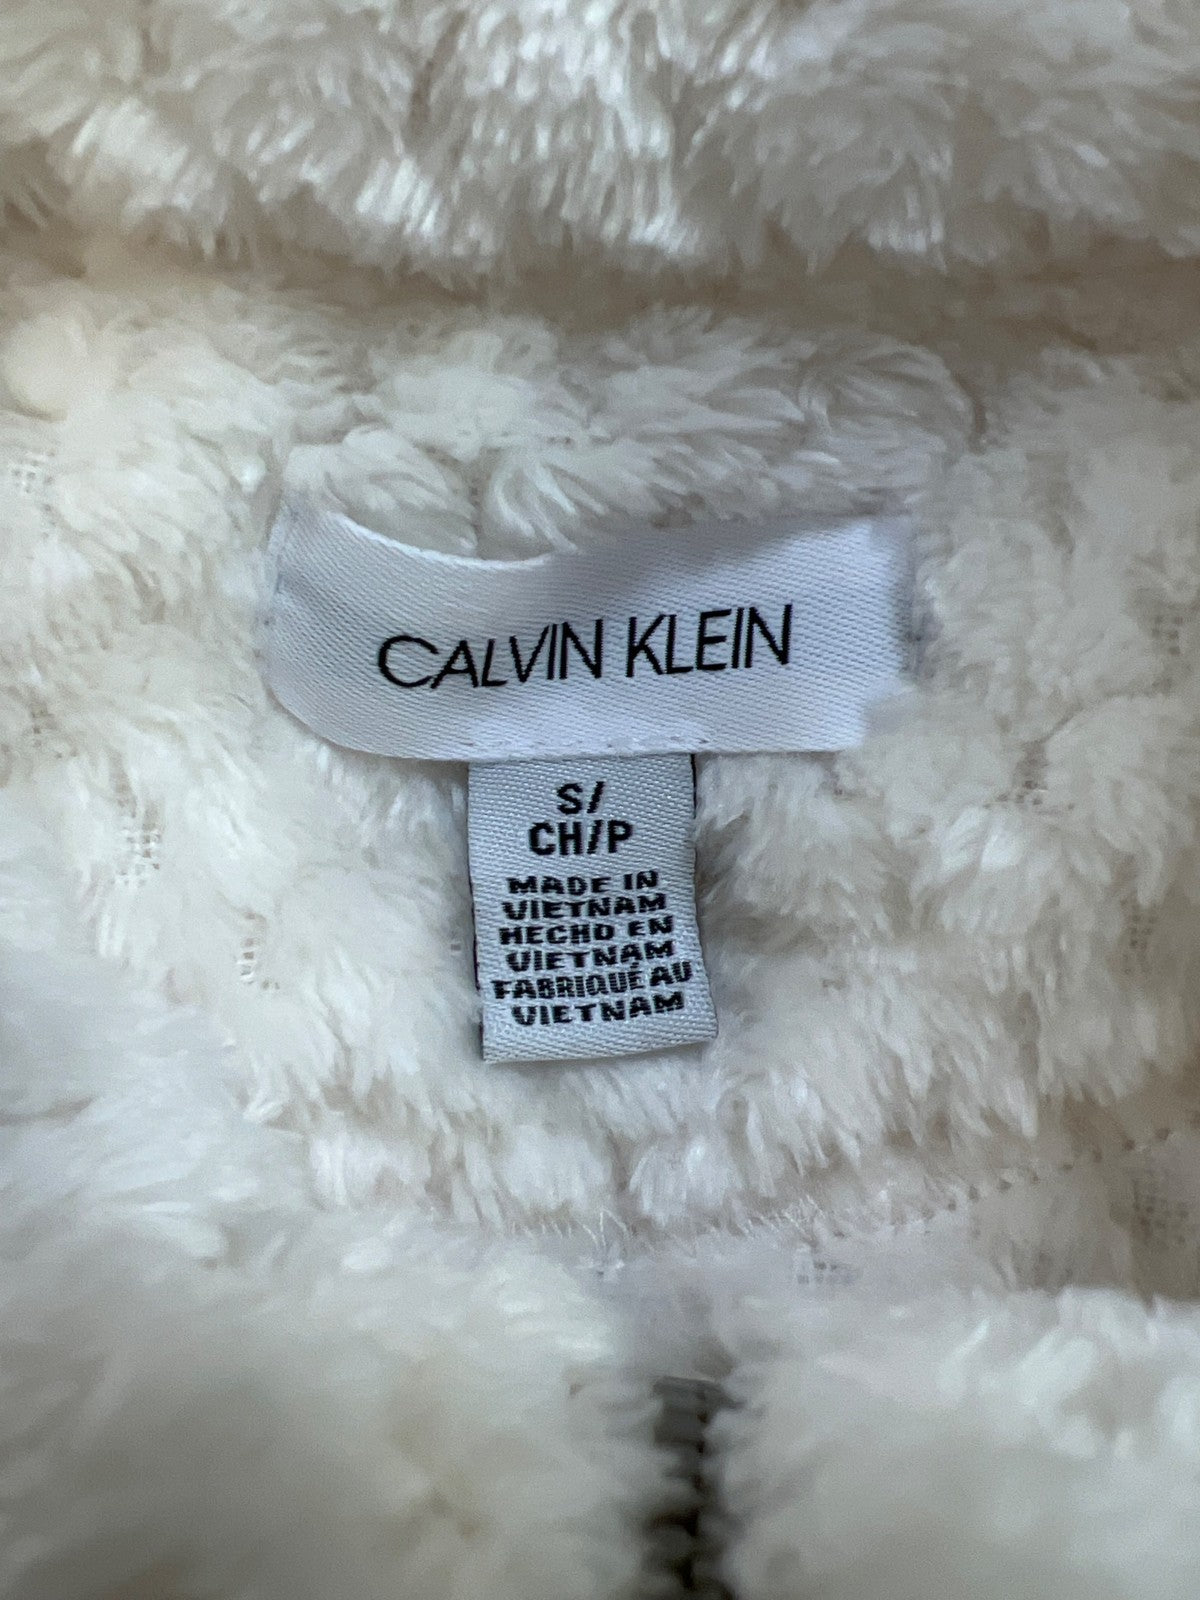 CALVIN KLEIN
S/
CH/P
MADE IN
VIETNAM
HECHO EN
VIETNAM
FABRIQUÉ AU
VIETNAM